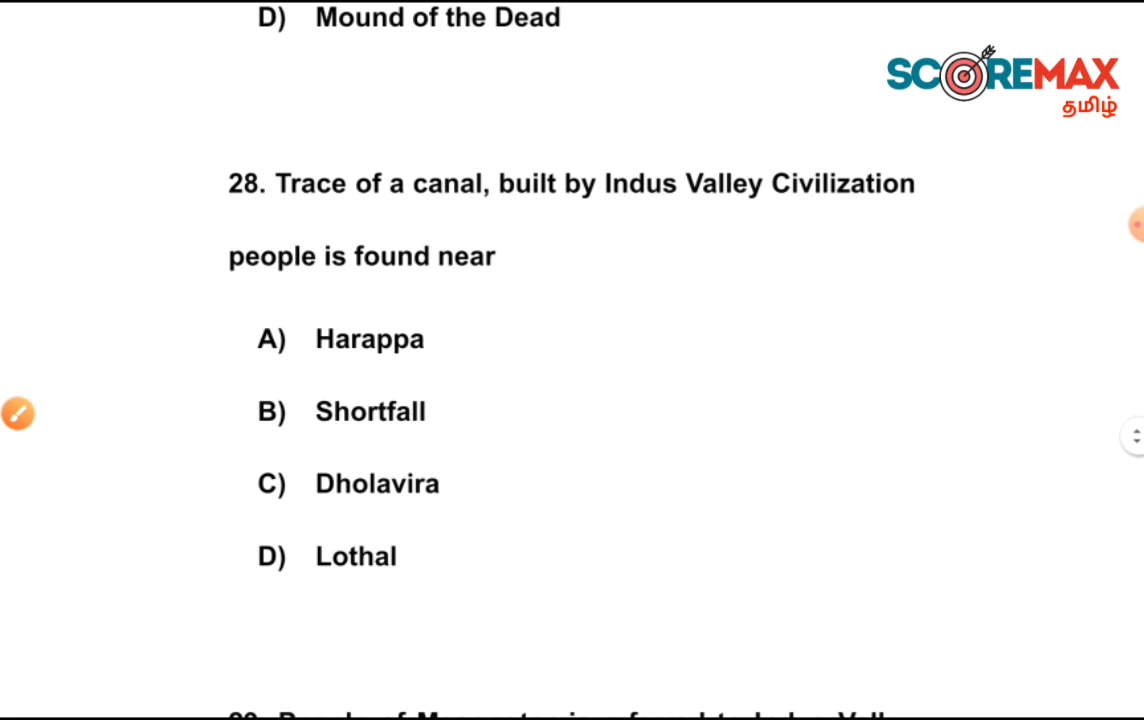 D) Mound of the Dead
SCOREMAX
தமிழ்
28. Trace of a canal, built by Indus Valley Civilization
people is found near
A) Harappa
B) Shortfall
C) Dholavira
D) Lothal